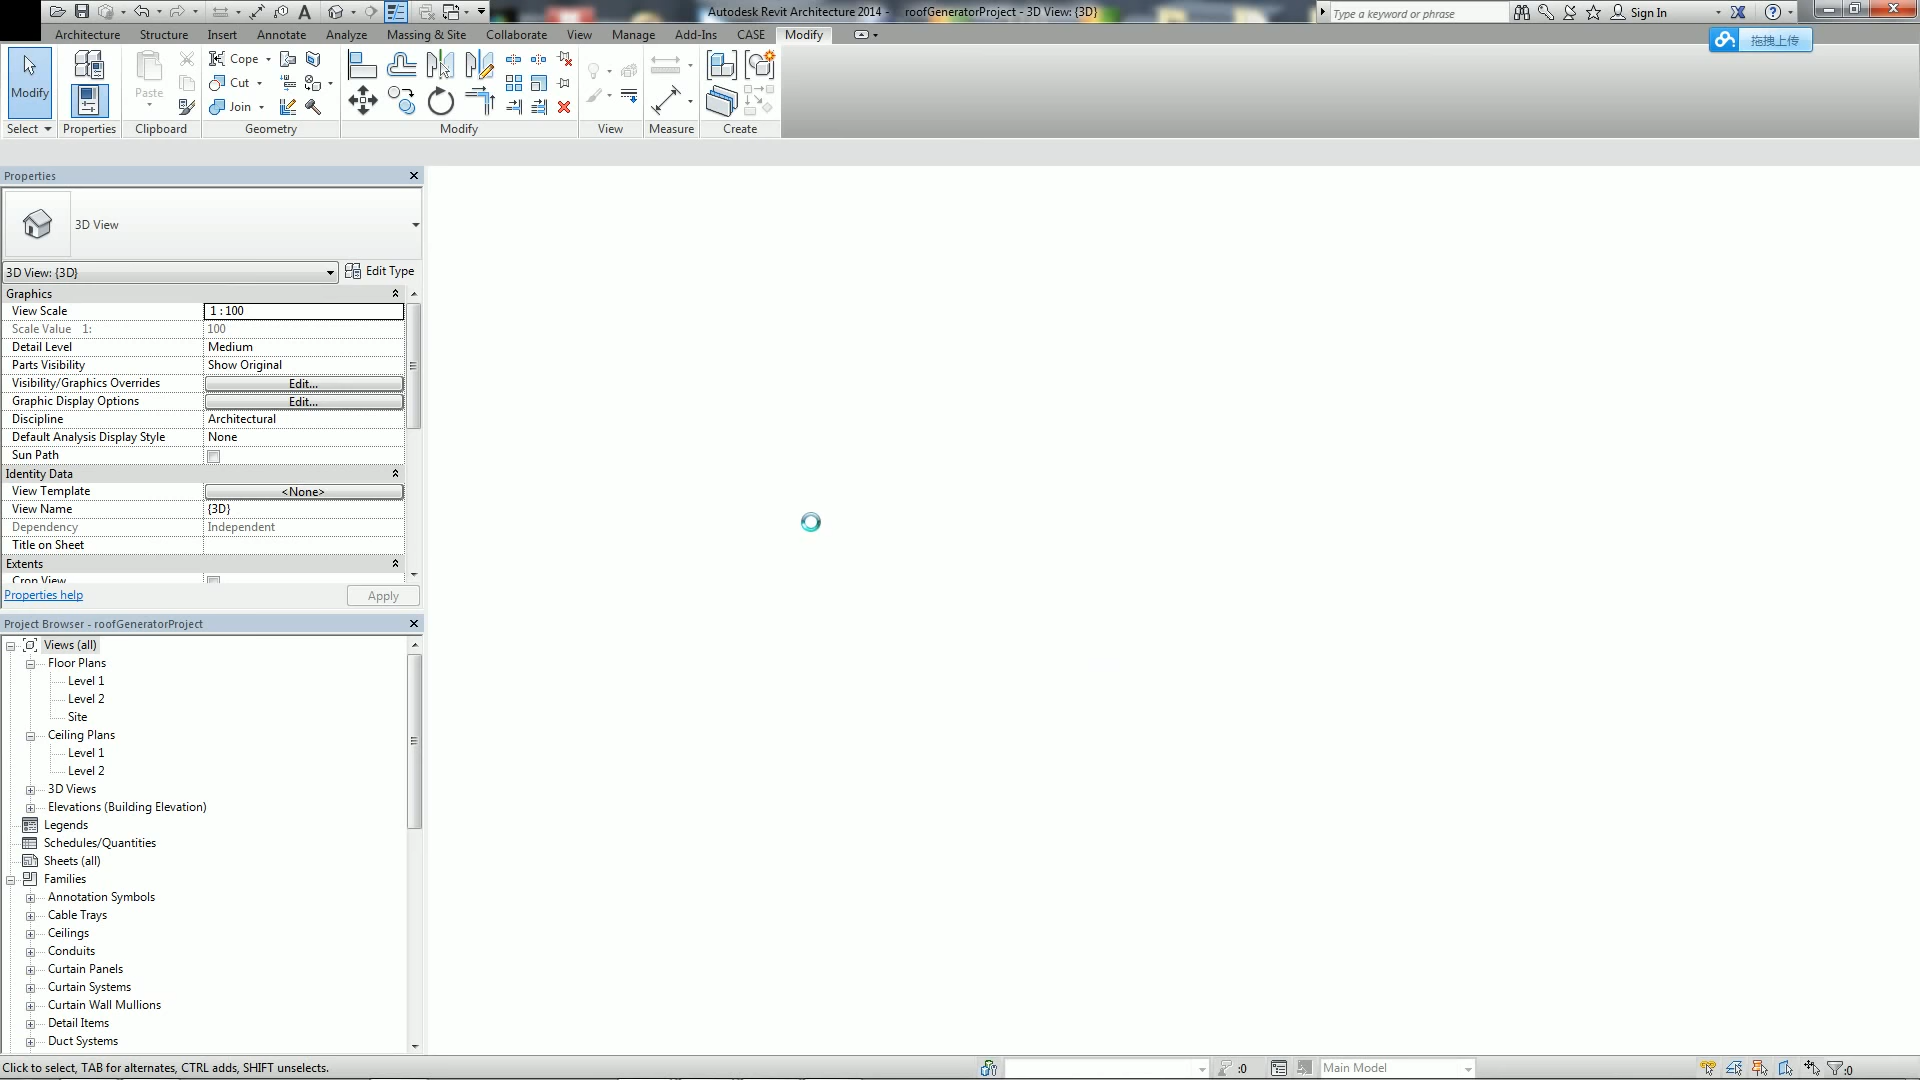 Autodesk Revit Architecture 2014 -    roofGeneratorProject - 3D View: {3D}
Type a keyword or phrase
Sign In
Architecture Structure Insert Annotate Analyze Massing & Site Collaborate View Manage Add-Ins CASE Modify
拖拽上传
Modify
Paste
Cope
Cut
Join
Select Properties Clipboard Geometry Modify View Measure Create
Properties
3D View
3D View: {3D}
Edit Type
Graphics
View Scale 1 : 100
Scale Value 1: 100
Detail Level Medium
Parts Visibility Show Original
Visibility/Graphics Overrides Edit...
Graphic Display Options Edit...
Discipline Architectural
Default Analysis Display Style None
Sun Path
Identity Data
View Template <None>
View Name {3D}
Dependency Independent
Title on Sheet
Extents
Crop View
Properties help
Apply
Project Browser - roofGeneratorProject
Views (all)
Floor Plans
Level 1
Level 2
Site
Ceiling Plans
Level 1
Level 2
3D Views
Elevations (Building Elevation)
Legends
Schedules/Quantities
Sheets (all)
Families
Annotation Symbols
Cable Trays
Ceilings
Conduits
Curtain Panels
Curtain Systems
Curtain Wall Mullions
Detail Items
Duct Systems
Click to select, TAB for alternates, CTRL adds, SHIFT unselects.
:0
Main Model
:0